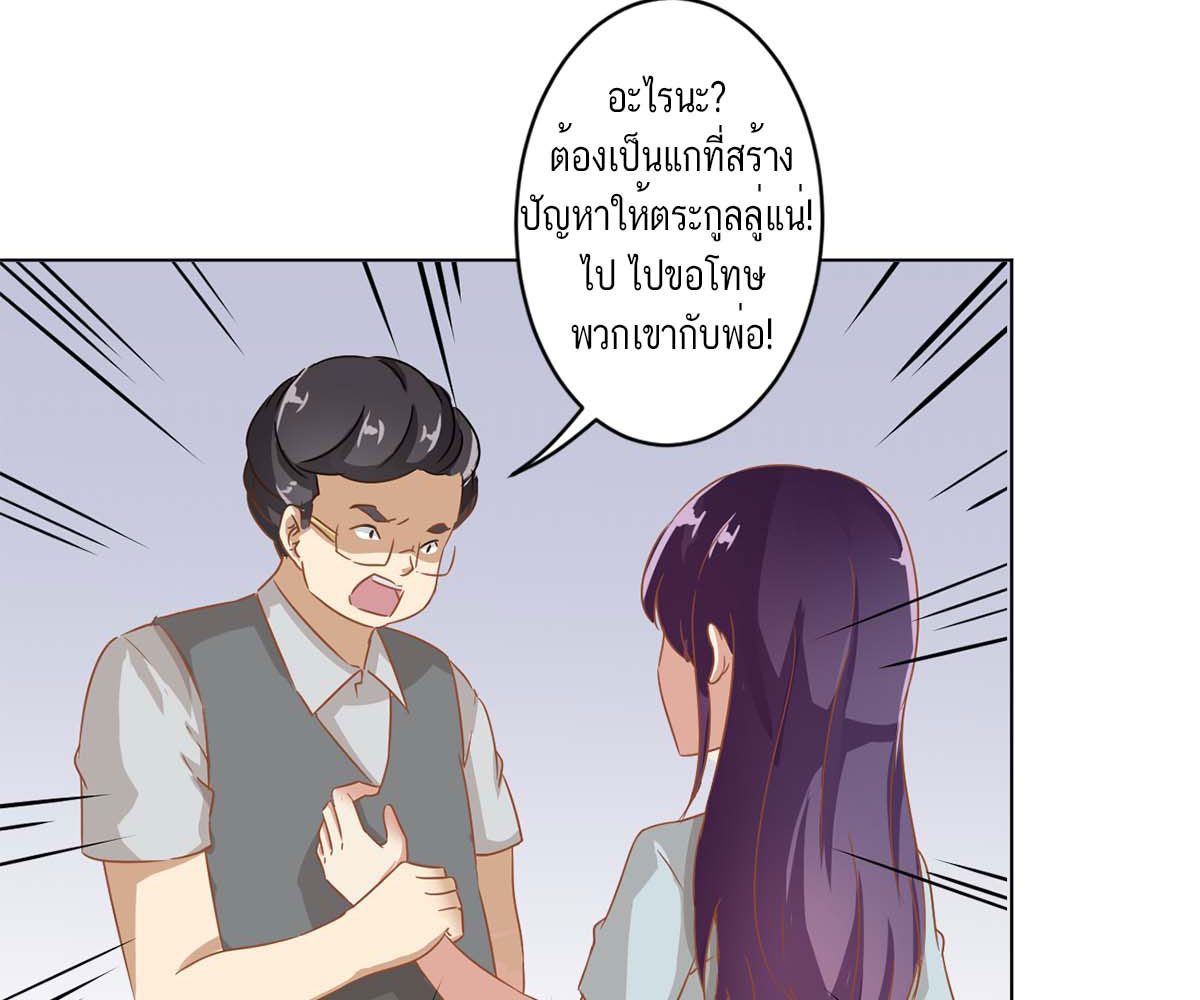 อะไรนะ?
ต้องเป็นแกที่สร้าง
ปัญหาให้ตระกูลลู่แน่!
ไป ไปขอโทษ
พวกเขากับพ่อ!